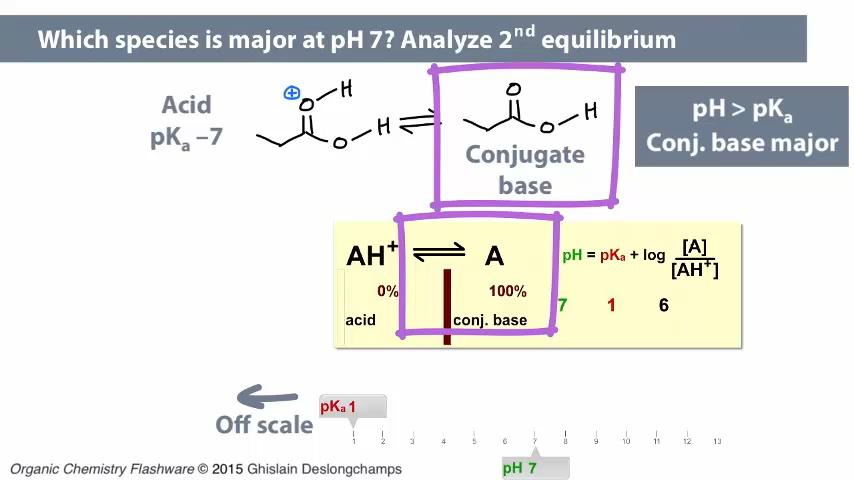 Which species is major at pH 7? Analyze 2nd equilibrium
Acid
pKa –7
⊕
O H
O H
O
O H
Conjugate
base
pH > pKa
Conj. base major
AH+ ⇌ A
0% 100%
acid conj. base
pH = pKa + log [A]
[AH+]
7 1 6
Off scale
pKa 1
1 2 3 4 5 6 7 8 9 10 11 12 13
pH 7
Organic Chemistry Flashware © 2015 Ghislain Deslongchamps